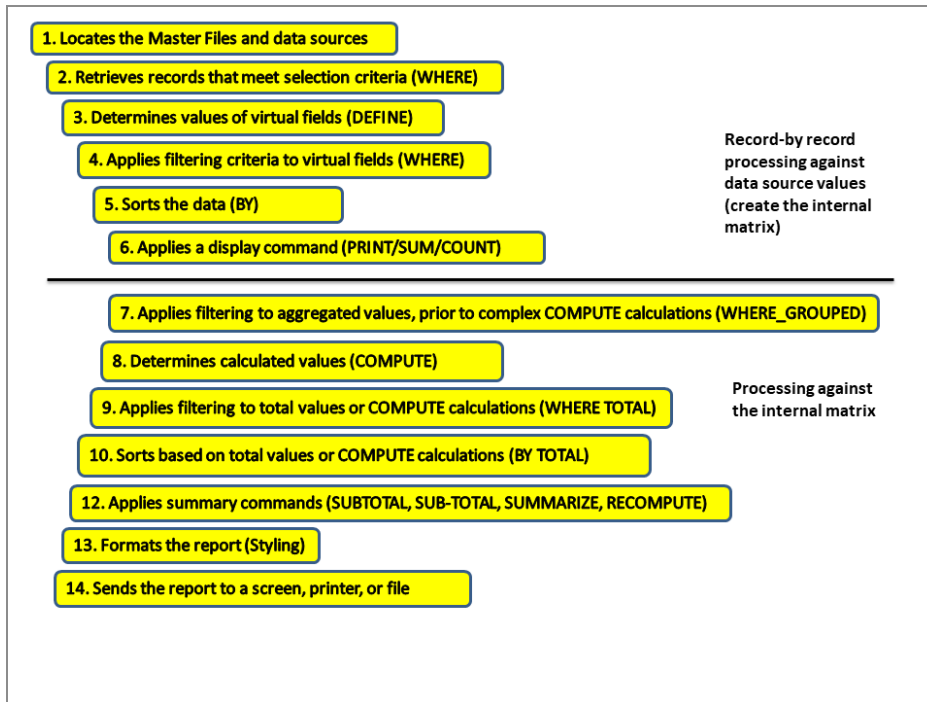 1. Locates the Master Files and data sources
2. Retrieves records that meet selection criteria (WHERE)
3. Determines values of virtual fields (DEFINE)
4. Applies filtering criteria to virtual fields (WHERE)
5. Sorts the data (BY)
6. Applies a display command (PRINT/SUM/COUNT)
Record-by record
processing against
data source values
(create the internal
matrix)
7. Applies filtering to aggregated values, prior to complex COMPUTE calculations (WHERE_GROUPED)
8. Determines calculated values (COMPUTE)
9. Applies filtering to total values or COMPUTE calculations (WHERE TOTAL)
10. Sorts based on total values or COMPUTE calculations (BY TOTAL)
12. Applies summary commands (SUBTOTAL, SUB-TOTAL, SUMMARIZE, RECOMPUTE)
13. Formats the report (Styling)
14. Sends the report to a screen, printer, or file
Processing against
the internal matrix